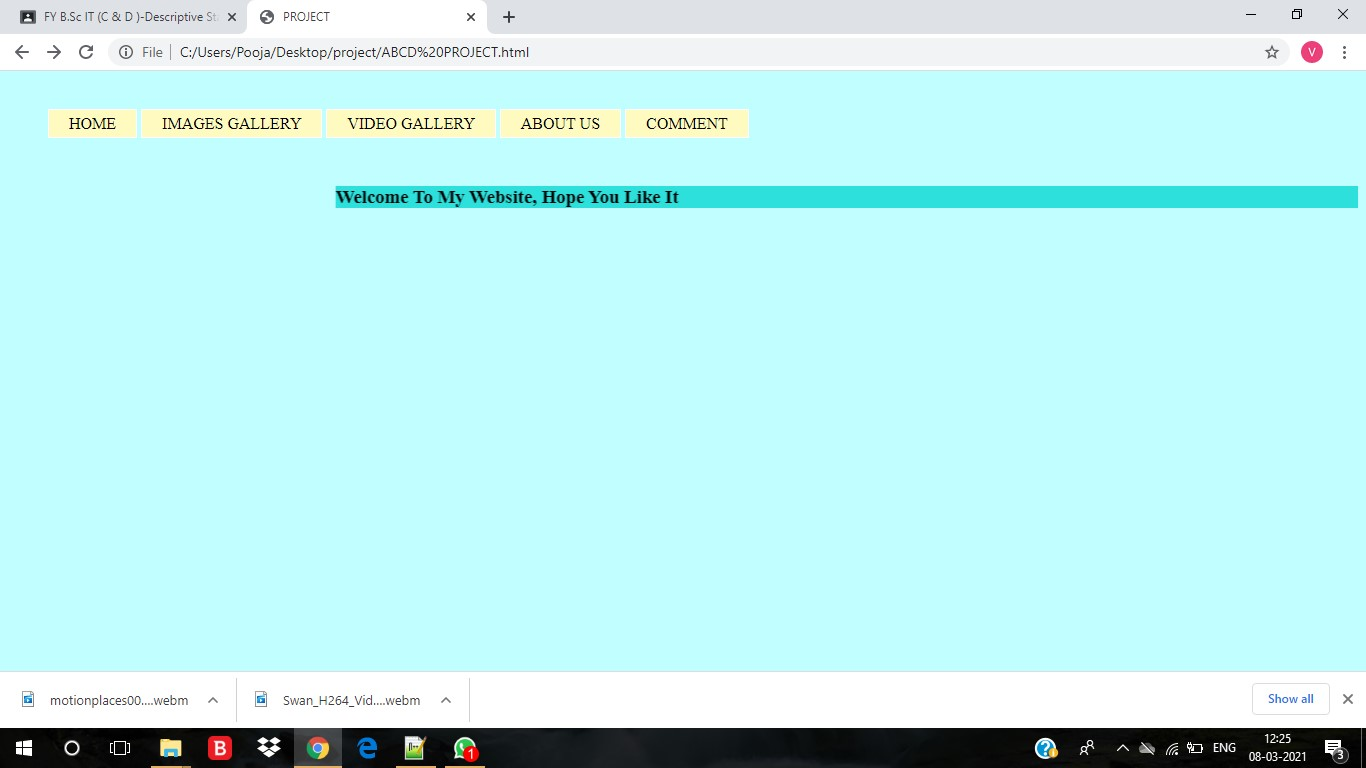 FY B.Sc IT (C & D )-Descriptive St
PROJECT
File
C:/Users/Pooja/Desktop/project/ABCD%20PROJECT.html
V
HOME IMAGES GALLERY VIDEO GALLERY ABOUT US COMMENT
Welcome To My Website, Hope You Like It
motionplaces00....webm
Swan_H264_Vid....webm
Show all
B
1
ENG
12:25
08-03-2021
3